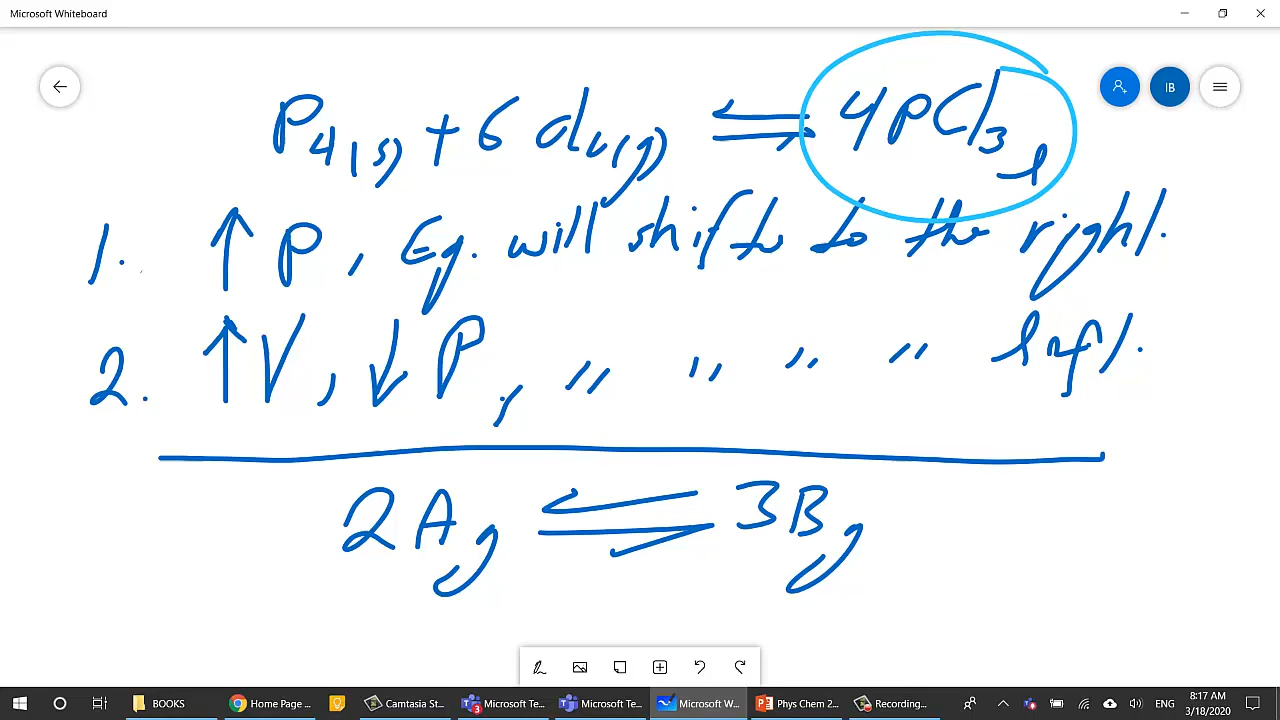 Microsoft Whiteboard
IB
P4(s) + 6 Cl2(g) ⇌ 4PCl3 l
1. ↑ P, Eq. will shift to the right.
2. ↑V, ↓P, " " " " left.
2Ag ⇌ 3Bg
BOOKS
Home Page ...
Camtasia St...
Microsoft Te...
Microsoft Te...
Microsoft W...
Phys Chem 2...
Recording...
ENG
8:17 AM
3/18/2020